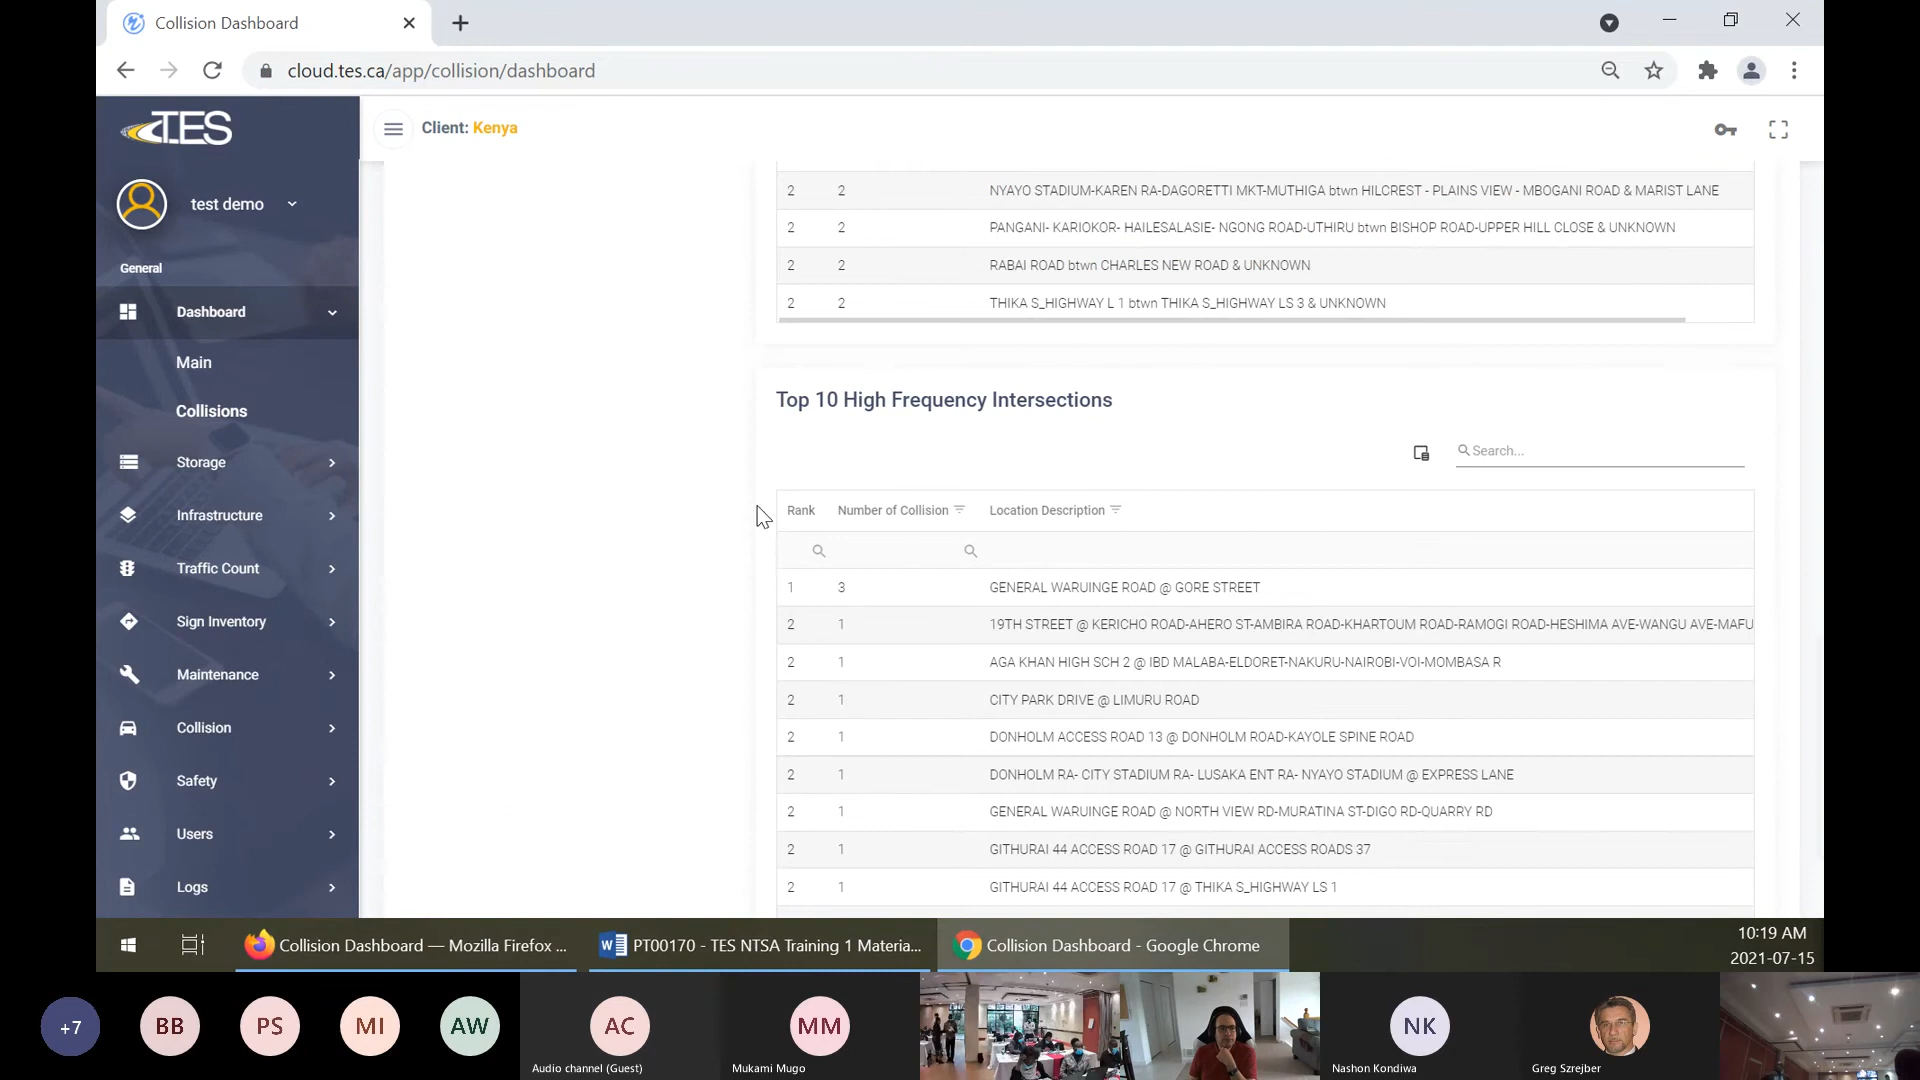 Collision Dashboard
cloud.tes.ca/app/collision/dashboard
TES
Client: Kenya
test demo
General
Dashboard
Main
Collisions
Storage
Infrastructure
Traffic Count
Sign Inventory
Maintenance
Collision
Safety
Users
Logs
2 2 NYAYO STADIUM-KAREN RA-DAGORETTI MKT-MUTHIGA btwn HILCREST - PLAINS VIEW - MBOGANI ROAD & MARIST LANE
2 2 PANGANI- KARIOKOR- HAILESALASIE- NGONG ROAD-UTHIRU btwn BISHOP ROAD-UPPER HILL CLOSE & UNKNOWN
2 2 RABAI ROAD btwn CHARLES NEW ROAD & UNKNOWN
2 2 THIKA S_HIGHWAY L 1 btwn THIKA S_HIGHWAY LS 3 & UNKNOWN
Top 10 High Frequency Intersections
Search...
Rank Number of Collision Location Description
1 3 GENERAL WARUINGE ROAD @ GORE STREET
2 1 19TH STREET @ KERICHO ROAD-AHERO ST-AMBIRA ROAD-KHARTOUM ROAD-RAMOGI ROAD-HESHIMA AVE-WANGU AVE-MAFU
2 1 AGA KHAN HIGH SCH 2 @ IBD MALABA-ELDORET-NAKURU-NAIROBI-VOI-MOMBASA R
2 1 CITY PARK DRIVE @ LIMURU ROAD
2 1 DONHOLM ACCESS ROAD 13 @ DONHOLM ROAD-KAYOLE SPINE ROAD
2 1 DONHOLM RA- CITY STADIUM RA- LUSAKA ENT RA- NYAYO STADIUM @ EXPRESS LANE
2 1 GENERAL WARUINGE ROAD @ NORTH VIEW RD-MURATINA ST-DIGO RD-QUARRY RD
2 1 GITHURAI 44 ACCESS ROAD 17 @ GITHURAI ACCESS ROADS 37
2 1 GITHURAI 44 ACCESS ROAD 17 @ THIKA S_HIGHWAY LS 1
Collision Dashboard — Mozilla Firefox ...
PT00170 - TES NTSA Training 1 Materia...
Collision Dashboard - Google Chrome
10:19 AM
2021-07-15
+7
BB
PS
MI
AW
AC
Audio channel (Guest)
MM
Mukami Mugo
NK
Nashon Kondiwa
Greg Szrejber